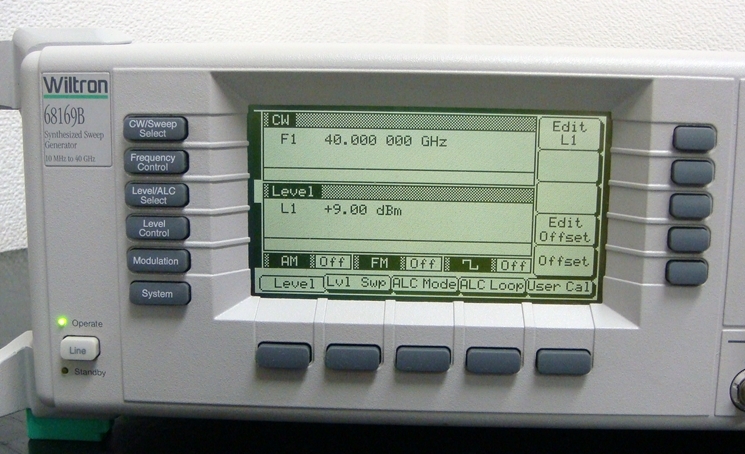 Wiltron
68169B
Synthesized Sweep
Generator
10 MHz to 40 GHz
CW/Sweep
Select
Frequency
Control
Level/ALC
Select
Level
Control
Modulation
System
Operate
Line
Standby
CW
F1 40.000 000 GHz
Level
L1 +9.00 dBm
AM Off FM Off Off
Level Lvl Swp ALC Mode ALC Loop User Cal
Edit
L1
Edit
Offset
Offset